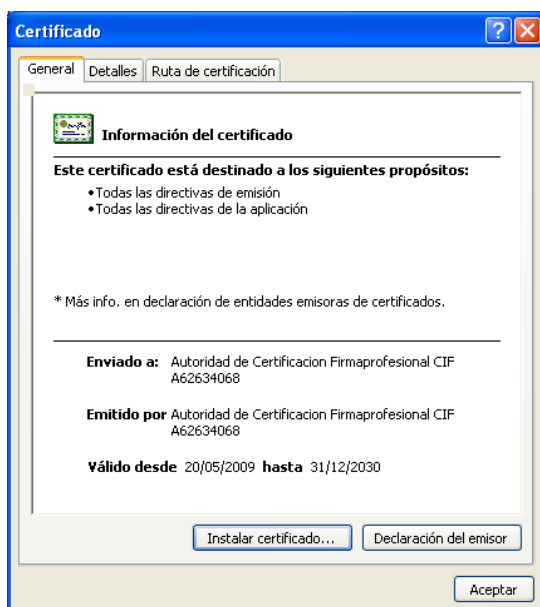 Certificado
General Detalles Ruta de certificación
Información del certificado
Este certificado está destinado a los siguientes propósitos:
•Todas las directivas de emisión
•Todas las directivas de la aplicación
* Más info. en declaración de entidades emisoras de certificados.
Enviado a: Autoridad de Certificacion Firmaprofesional CIF
A62634068
Emitido por Autoridad de Certificacion Firmaprofesional CIF
A62634068
Válido desde 20/05/2009 hasta 31/12/2030
Instalar certificado... Declaración del emisor
Aceptar